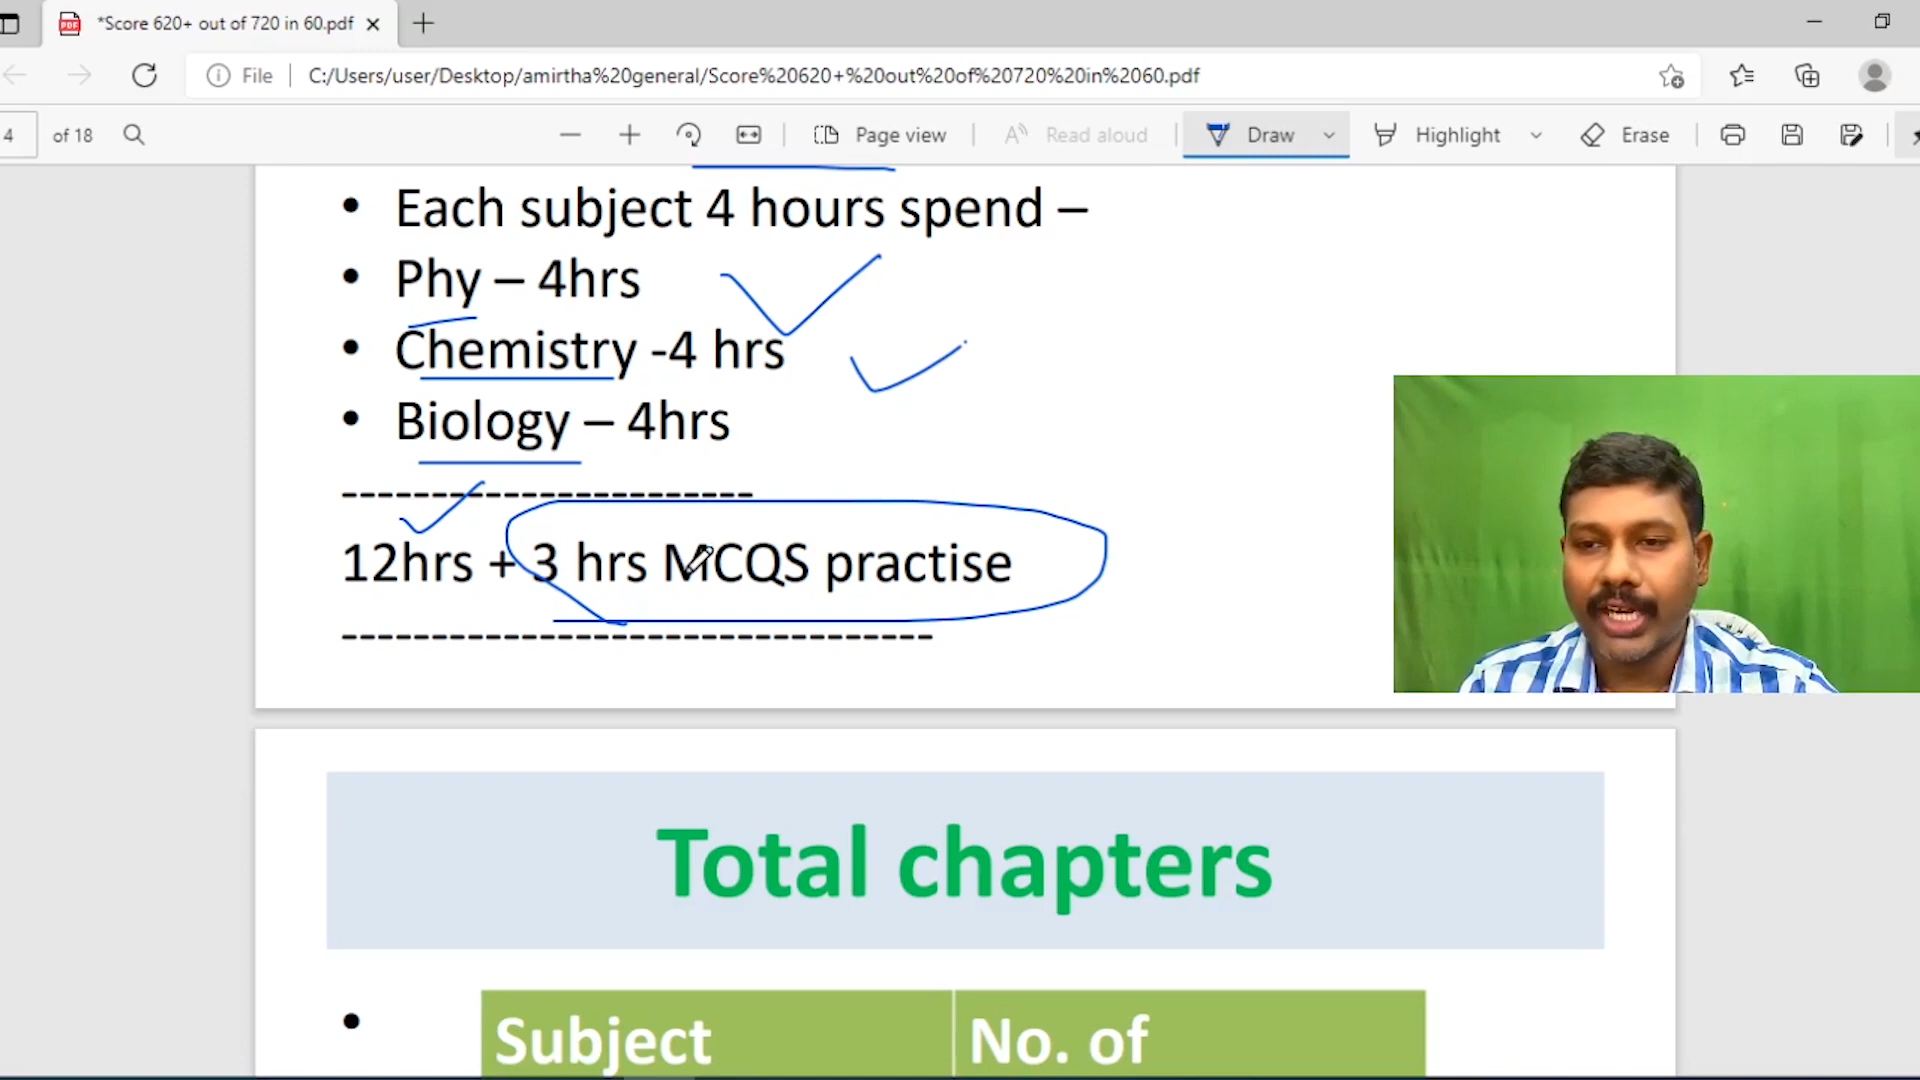 *Score 620+ out of 720 in 60.pdf
File
C:/Users/user/Desktop/amirtha%20general/Score%20620+%20out%20of%20720%20in%2060.pdf
4 of 18
Page view
Read aloud
Draw
Highlight
Erase
• Each subject 4 hours spend –
• Phy – 4hrs
• Chemistry -4 hrs
• Biology – 4hrs
-----------------------
12hrs + 3 hrs MCQS practise
---------------------------------
Total chapters
• Subject No. of